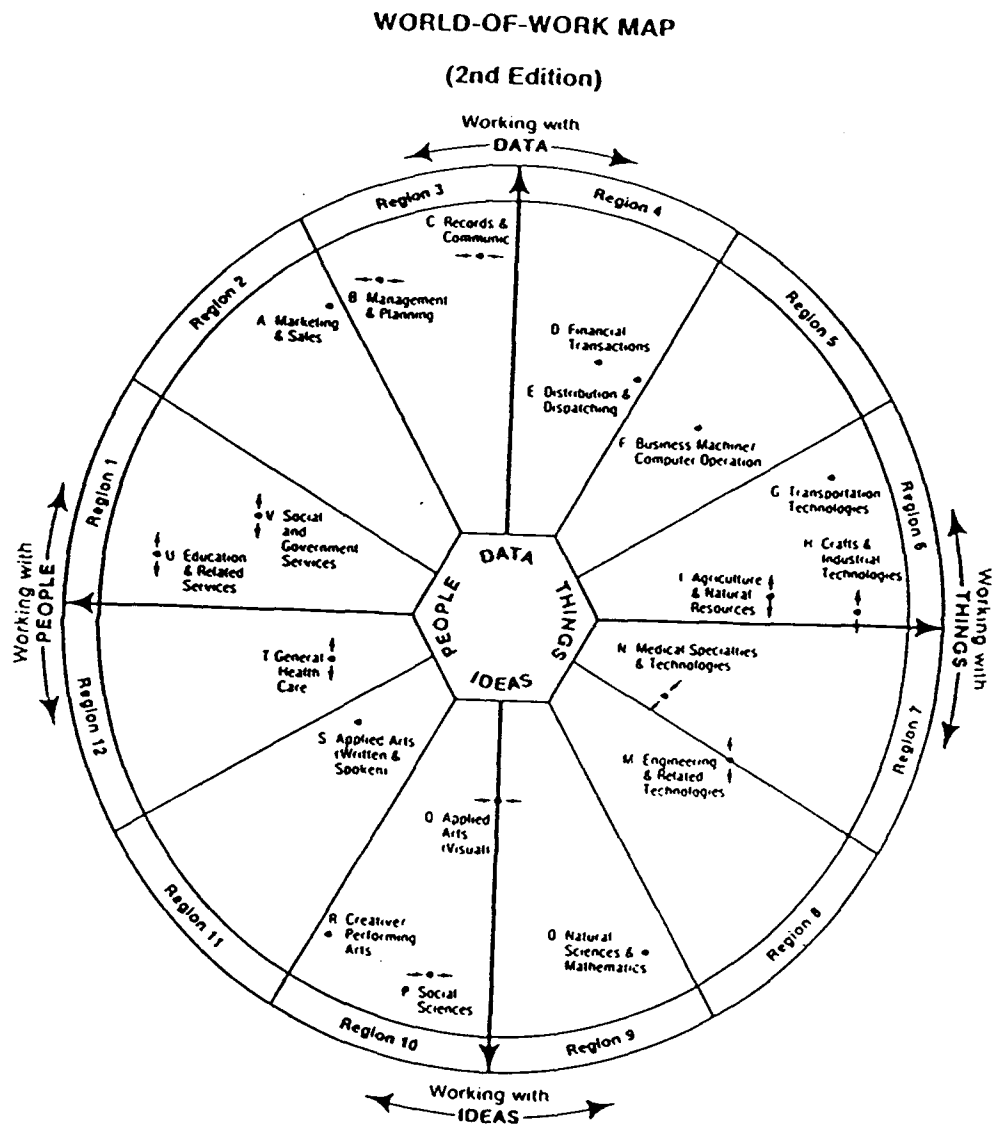 WORLD-OF-WORK MAP
(2nd Edition)
Working with
DATA
Region 3
Region 4
C Records &
Communic
Region 2
B Management
& Planning
A Marketing
& Sales
Region 5
D Financial
Transactions
E Distribution &
Dispatching
F Business Machine/
Computer Operation
Region 1
G Transportation
Technologies
Region 6
H Crafts &
Industrial
Technologies
V Social
and
Government
Services
U Education
& Related
Services
I Agriculture
& Natural
Resources
Working with
PEOPLE
DATA
PEOPLE
THINGS
IDEAS
Working with
THINGS
T General
Health
Care
N Medical Specialties
& Technologies
Region 12
Region 7
S Applied Arts
(Written &
Spoken)
M Engineering
& Related
Technologies
Q Applied
Arts
(Visual)
Region 11
Region 8
R Creative/
Performing
Arts
O Natural
Sciences &
Mathematics
P Social
Sciences
Region 10
Region 9
Working with
IDEAS